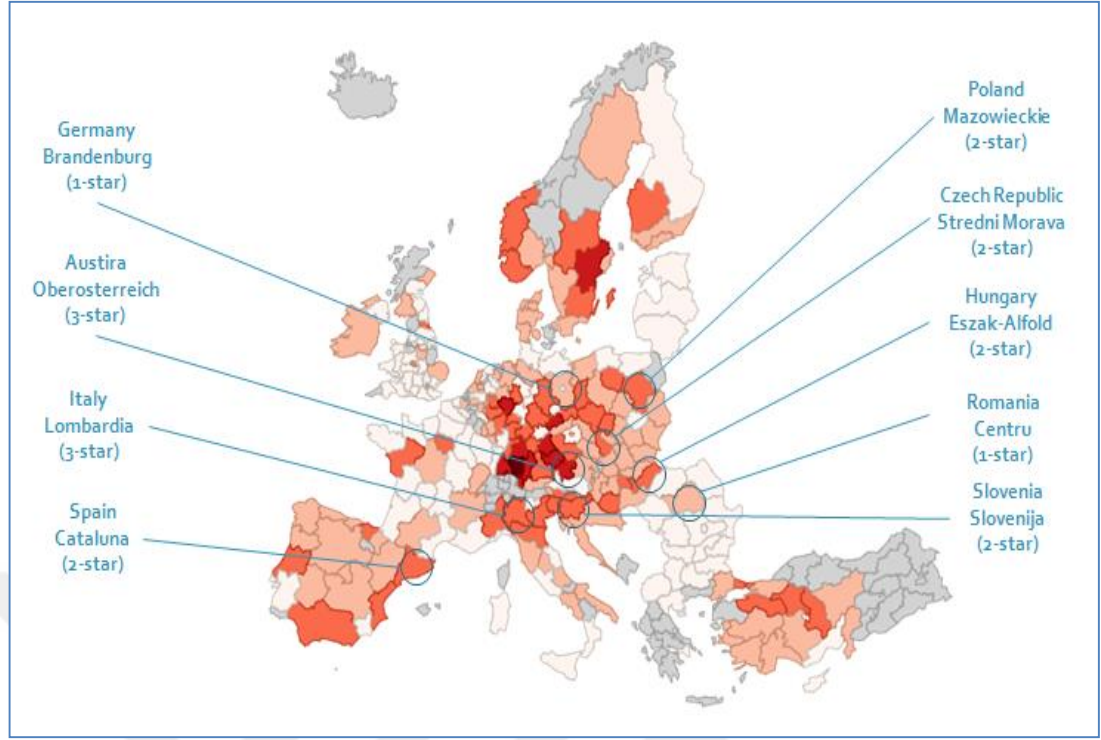 Germany
Brandenburg
(1-star)
Austira
Oberosterreich
(3-star)
Italy
Lombardia
(3-star)
Spain
Cataluna
(2-star)
Poland
Mazowieckie
(2-star)
Czech Republic
Stredni Morava
(2-star)
Hungary
Eszak-Alfold
(2-star)
Romania
Centru
(1-star)
Slovenia
Slovenija
(2-star)